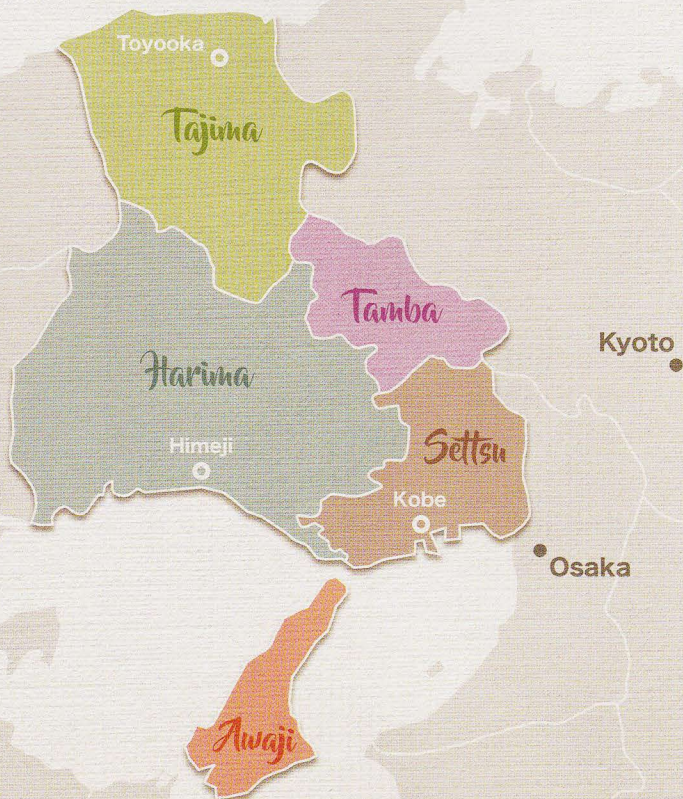 Toyooka
Tajima
Tamba
Kyoto
Harima
Settsu
Himeji
Kobe
Osaka
Awaji